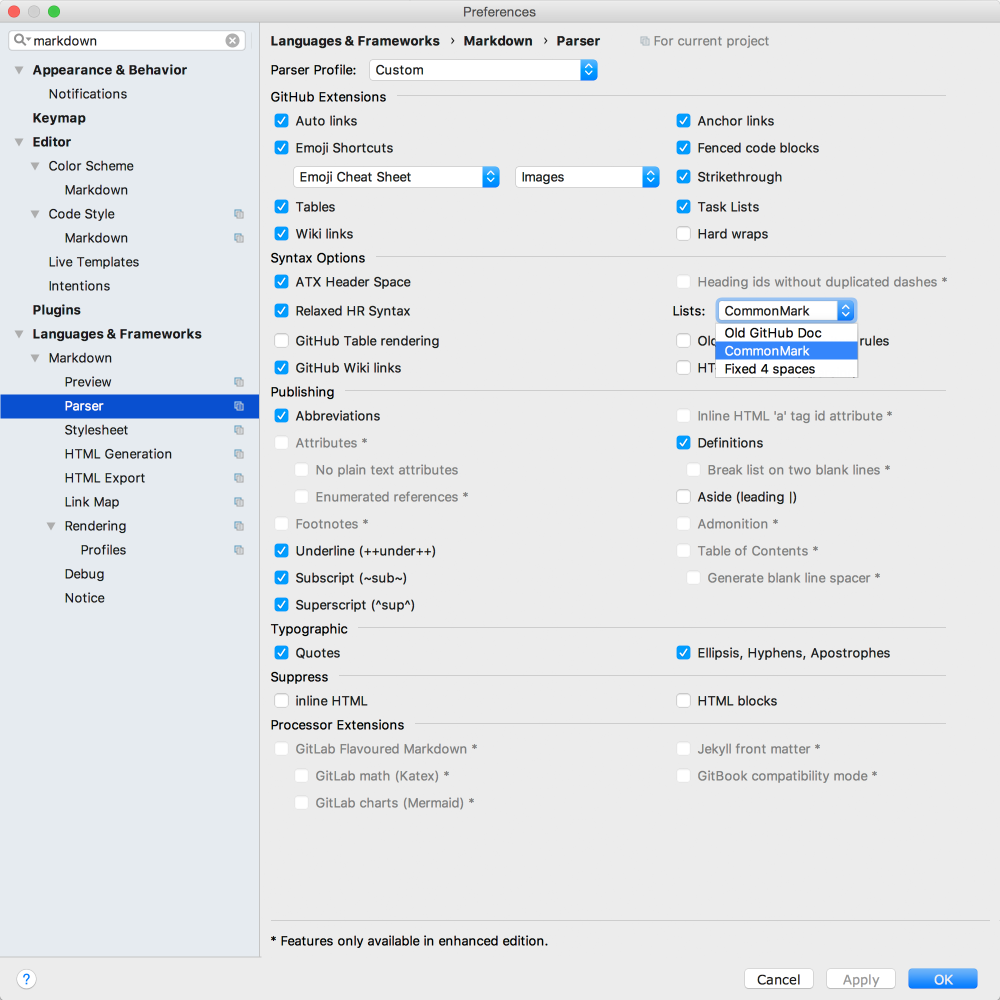 Preferences
markdown
Appearance & Behavior
Notifications
Keymap
Editor
Color Scheme
Markdown
Code Style
Markdown
Live Templates
Intentions
Plugins
Languages & Frameworks
Markdown
Preview
Parser
Stylesheet
HTML Generation
HTML Export
Link Map
Rendering
Profiles
Debug
Notice
?
Languages & Frameworks › Markdown › Parser For current project
Parser Profile: Custom
GitHub Extensions
Auto links Anchor links
Emoji Shortcuts Fenced code blocks
Emoji Cheat Sheet Images Strikethrough
Tables Task Lists
Wiki links Hard wraps
Syntax Options
ATX Header Space Heading ids without duplicated dashes *
Relaxed HR Syntax Lists: CommonMark
Old GitHub Doc
GitHub Table rendering rules
CommonMark
GitHub Wiki links Fixed 4 spaces
Publishing
Abbreviations Inline HTML 'a' tag id attribute *
Attributes * Definitions
No plain text attributes Break list on two blank lines *
Enumerated references * Aside (leading |)
Footnotes * Admonition *
Underline (++under++) Table of Contents *
Subscript (~sub~) Generate blank line spacer *
Superscript (^sup^)
Typographic
Quotes Ellipsis, Hyphens, Apostrophes
Suppress
inline HTML HTML blocks
Processor Extensions
GitLab Flavoured Markdown * Jekyll front matter *
GitLab math (Katex) * GitBook compatibility mode *
GitLab charts (Mermaid) *
* Features only available in enhanced edition.
Cancel Apply OK